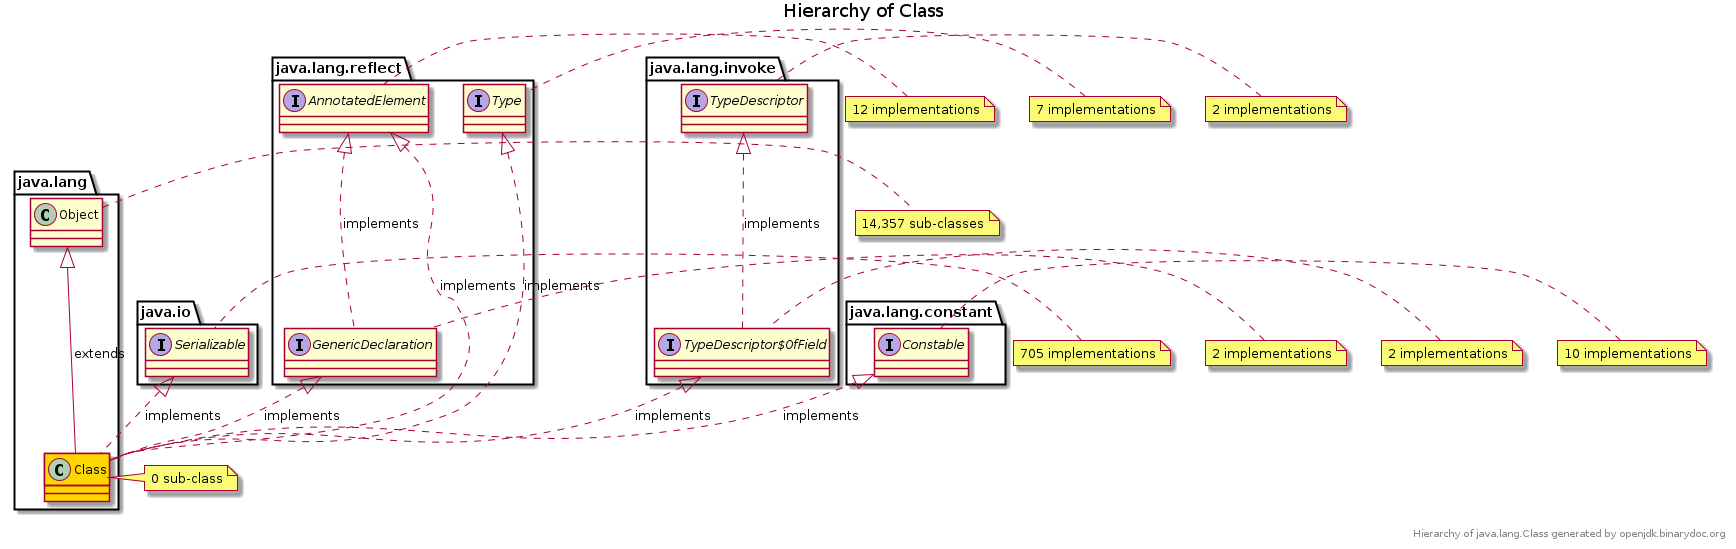 Hierarchy of Class
java.lang.reflect
java.lang.invoke
AnnotatedElement
Type
TypeDescriptor
12 implementations
7 implementations
2 implementations
java.lang
Object
implements
implements
14,357 sub-classes
implements
implements
java.io
java.lang.constant
Serializable
GenericDeclaration
TypeDescriptor$OfField
Constable
extends
705 implementations
2 implementations
2 implementations
10 implementations
implements
implements
implements
implements
Class
0 sub-class
Hierarchy of java.lang.Class generated by openjdk.binarydoc.org